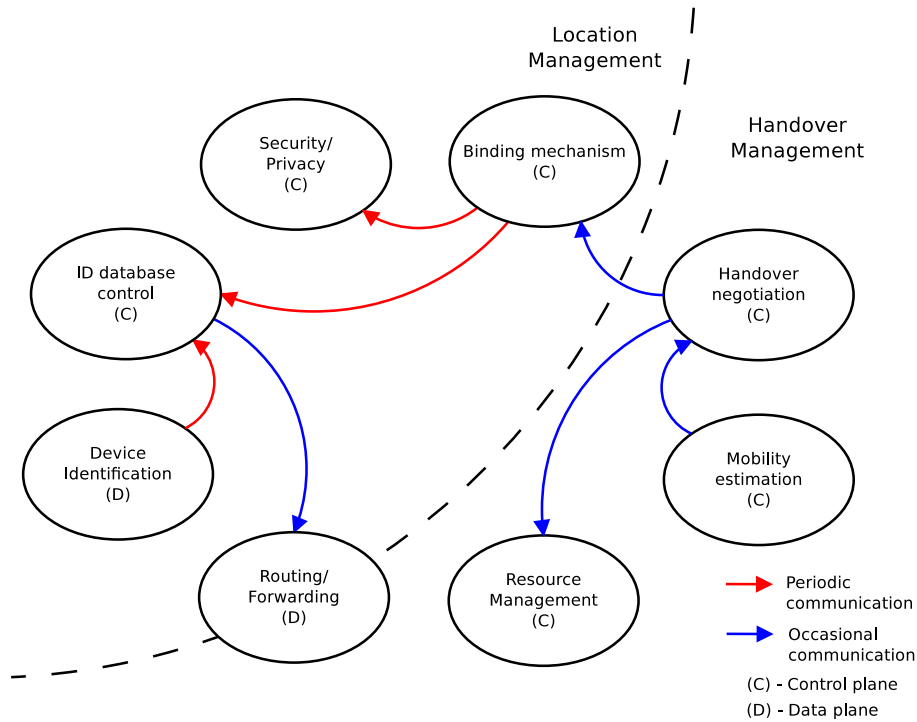 Location
Management
Handover
Management
Security/
Privacy
(C)
Binding mechanism
(C)
ID database
control
(C)
Handover
negotiation
(C)
Device
Identification
(D)
Mobility
estimation
(C)
Routing/
Forwarding
(D)
Resource
Management
(C)
Periodic
communication
Occasional
communication
(C) - Control plane
(D) - Data plane